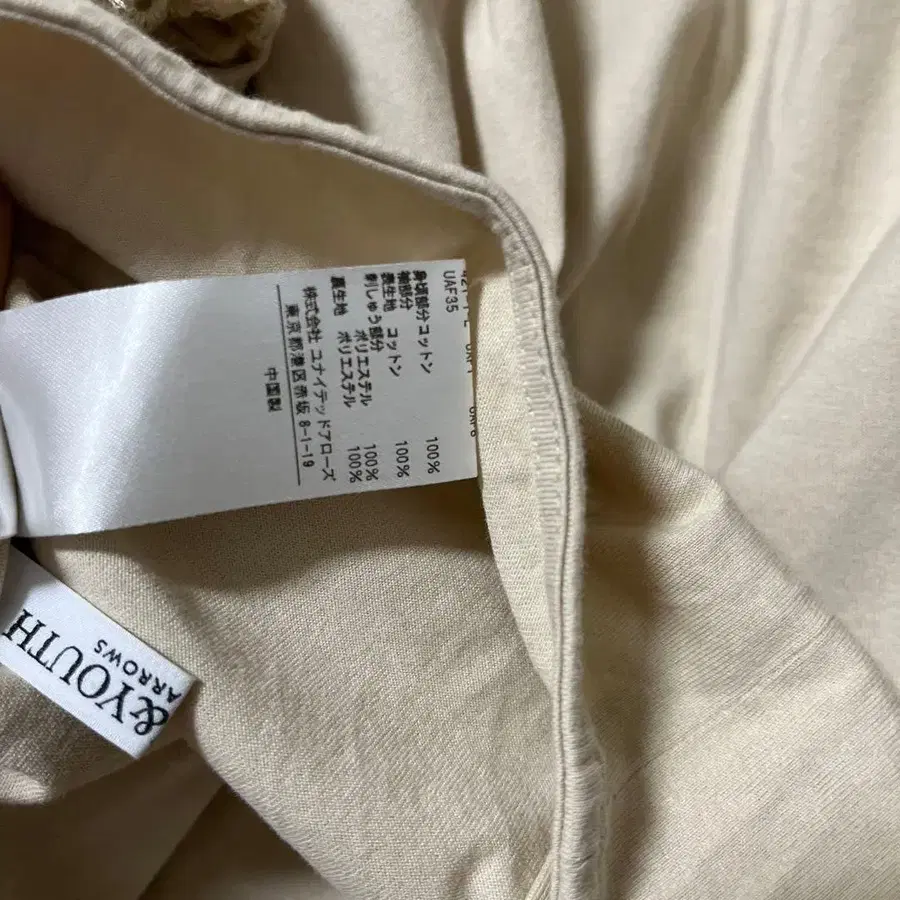 UAF35
身頃部分コットン 100%
袖部分
表生地 コットン 100%
刺しゅう部分
ポリエステル 100%
裏生地 ポリエステル 100%
株式会社 ユナイテッドアローズ
東京都港区赤坂 8-1-19
中国製
&YOUTH
ARROWS